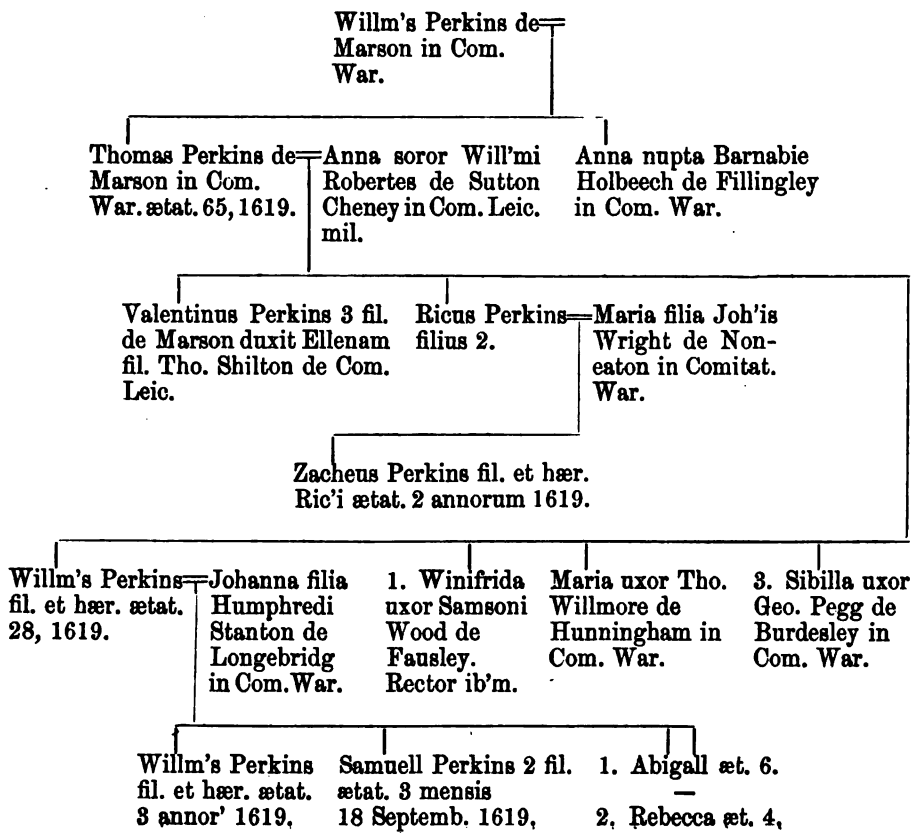 Willm's Perkins de
Marson in Com.
War.
Thomas Perkins de
Marson in Com.
War. ætat. 65, 1619.
Anna soror Will'mi
Robertes de Sutton
Cheney in Com. Leic.
mil.
Anna nupta Barnabie
Holbeech de Fillingley
in Com. War.
Valentinus Perkins 3 fil.
de Marson duxit Ellenam
fil. Tho. Shilton de Com.
Leic.
Ricus Perkins
filius 2.
Maria filia Joh'is
Wright de Non-
eaton in Comitat.
War.
Zacheus Perkins fil. et hær.
Ric'i ætat. 2 annorum 1619.
Willm's Perkins
fil. et hær. ætat.
28, 1619.
Johanna filia
Humphredi
Stanton de
Longebridg
in Com. War.
1. Winifrida
uxor Samsoni
Wood de
Fausley.
Rector ib'm.
Maria uxor Tho.
Willmore de
Hunningham in
Com. War.
3. Sibilla uxor
Geo. Pegg de
Burdesley in
Com. War.
Willm's Perkins
fil. et hær. ætat.
3 annor' 1619,
Samuell Perkins 2 fil.
ætat. 3 mensis
18 Septemb. 1619,
1. Abigall æt. 6.
—
2, Rebecca æt. 4,